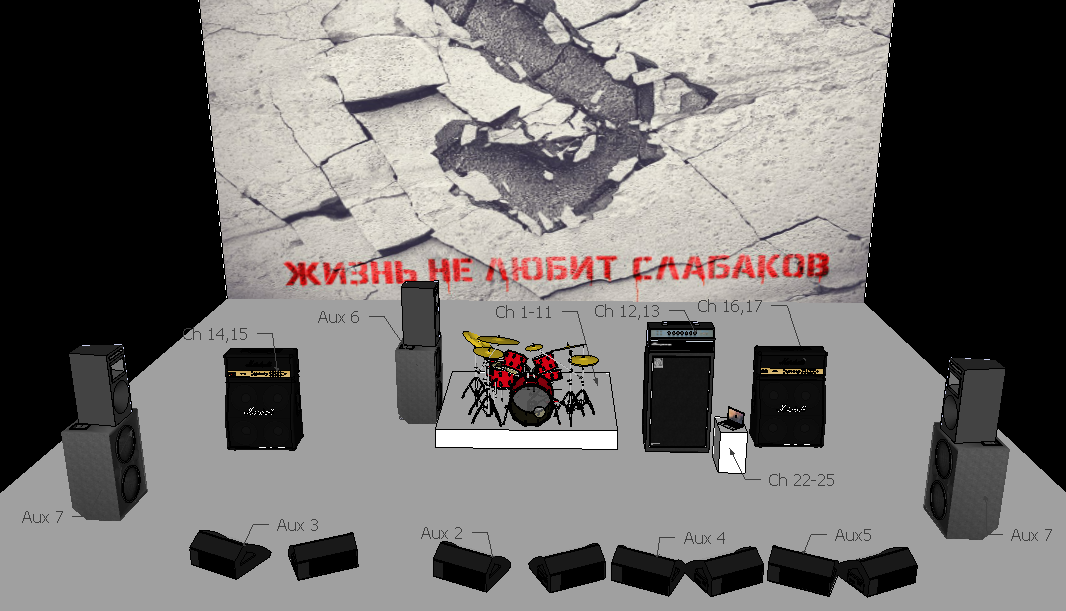 ЖИЗНЬ НЕ ЛЮБИТ СЛАБАКОВ
Aux 6
Ch 1-11
Ch 12,13
Ch 16,17
Ch 14,15
Marshall
Ch 22-25
Aux 7
Aux 3
Aux 2
Aux 4
Aux5
Aux 7